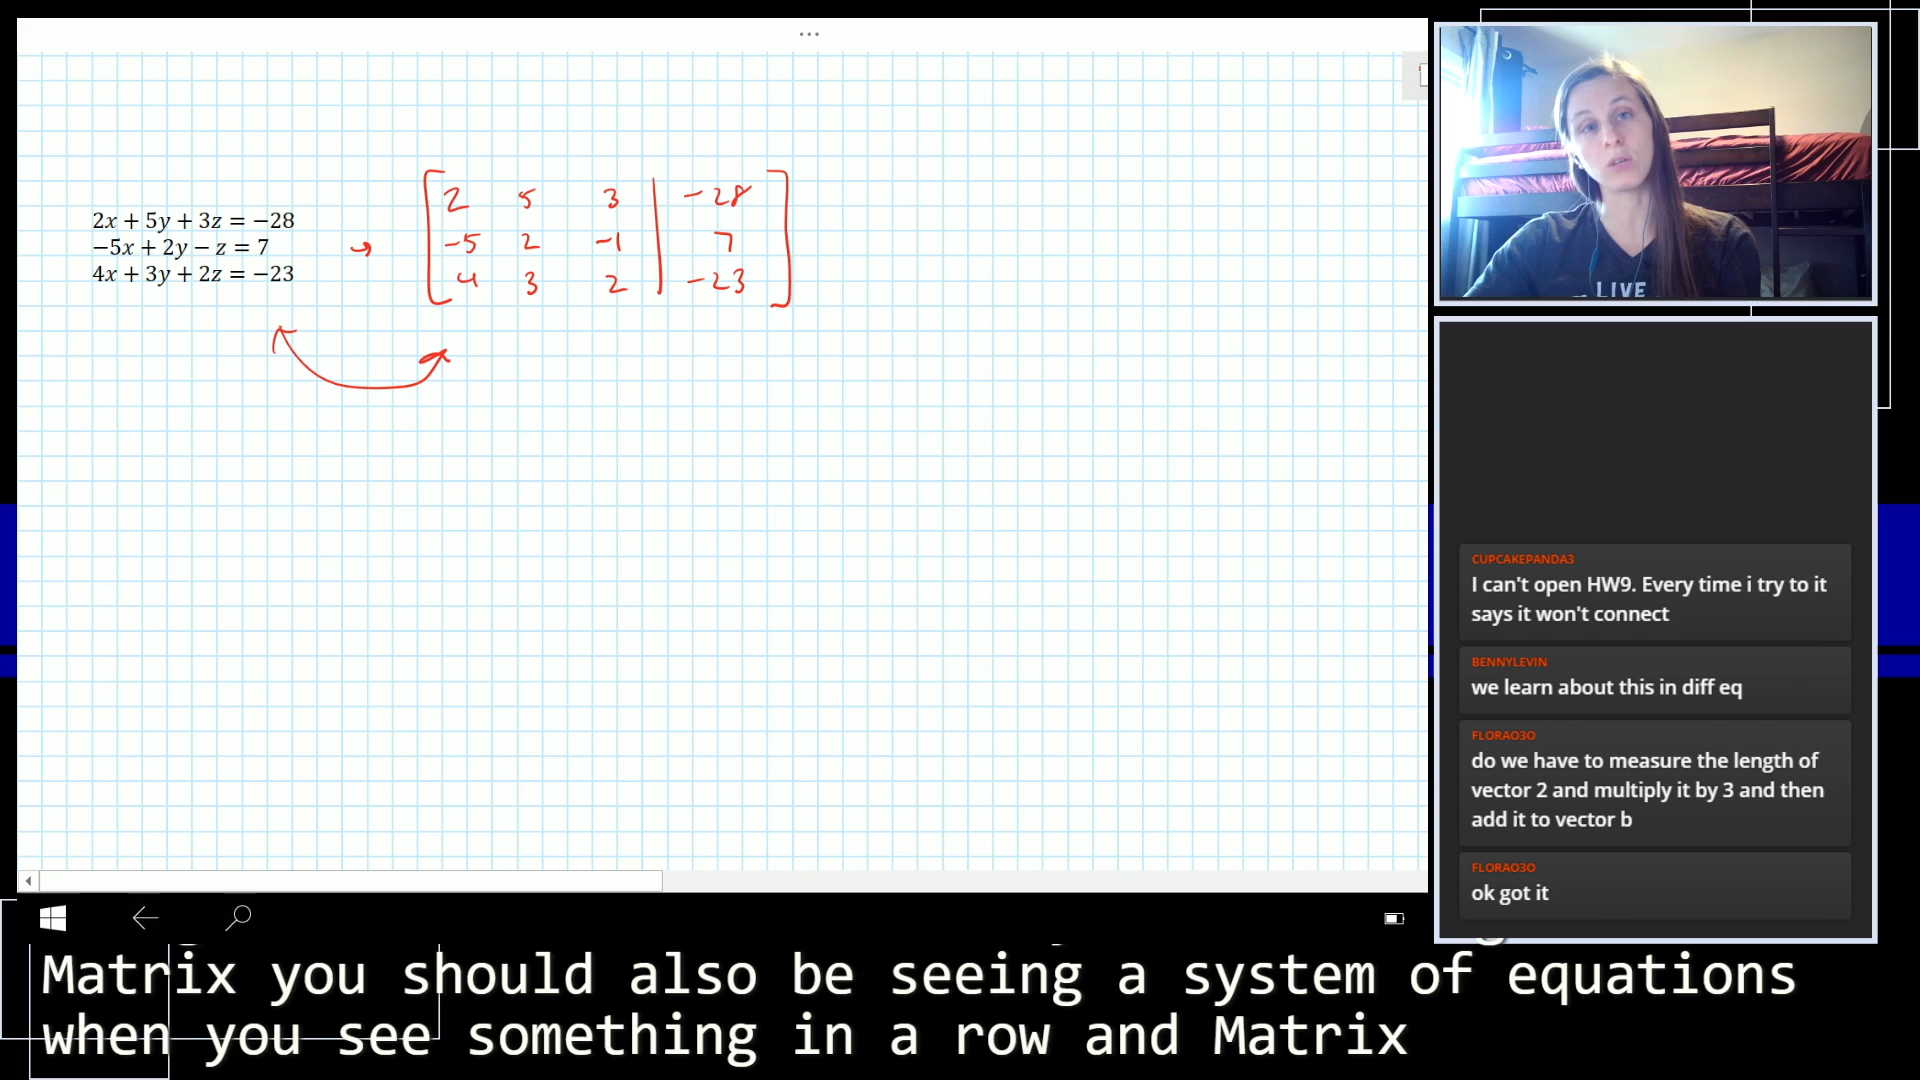 ...
2x + 5y + 3z = −28
−5x + 2y − z = 7
4x + 3y + 2z = −23
→
2 5 3 | −28
−5 2 −1 | 7
4 3 2 | −23
LIVE
CUPCAKEPANDA3
I can't open HW9. Every time i try to it
says it won't connect
BENNYLEVIN
we learn about this in diff eq
FLORAO3O
do we have to measure the length of
vector 2 and multiply it by 3 and then
add it to vector b
FLORAO3O
ok got it
Matrix you should also be seeing a system of equations
when you see something in a row and Matrix